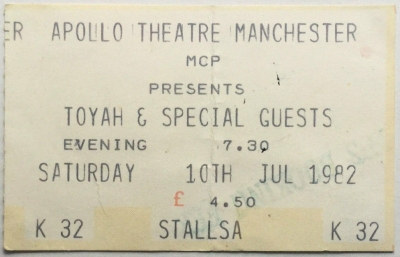 ER APOLLO THEATRE MANCHESTER
MCP
PRESENTS
TOYAH & SPECIAL GUESTS
EVENING 7.30
SATURDAY 10TH JUL 1982
£ 4.50
K 32 STALLSA K 32